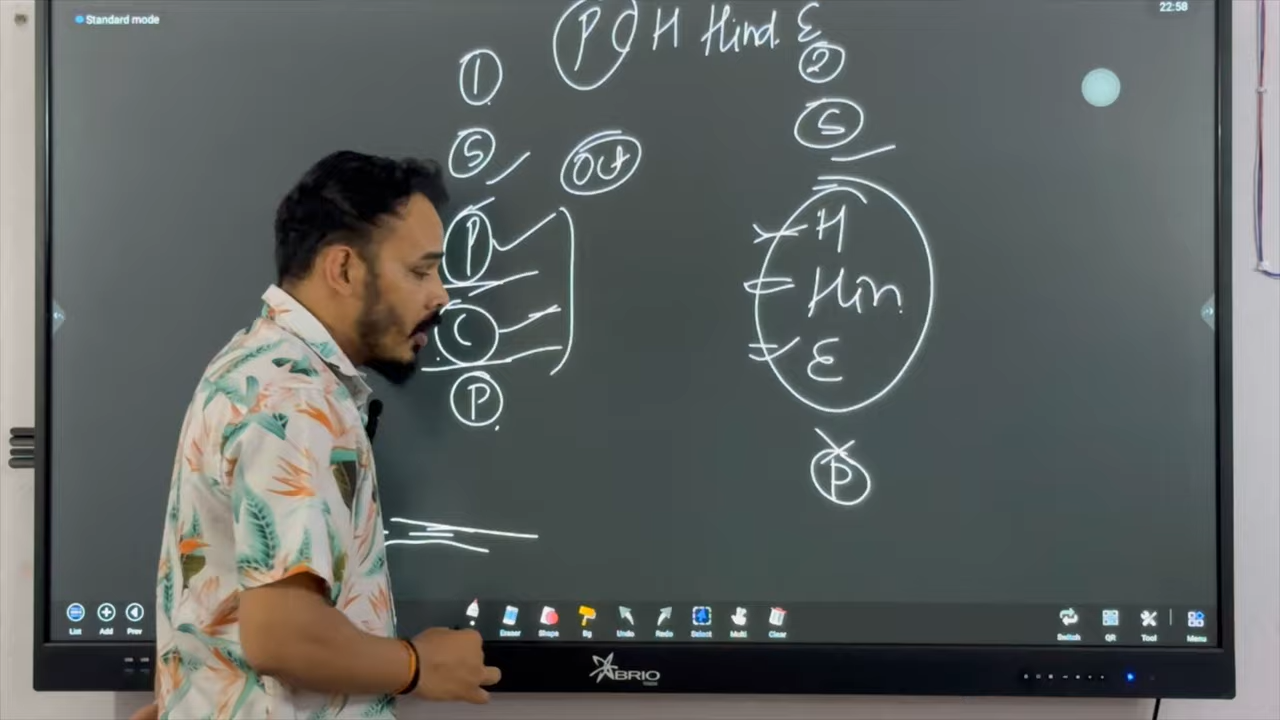 Standard mode
22:58
P C H Hind. E
1
2
S
S
Oct
P
H
Hin.
C
E
P
P
List Add Prev Eraser Shape Bg Undo Redo Select Multi Clear Switch QR Tool Menu
ABRIO